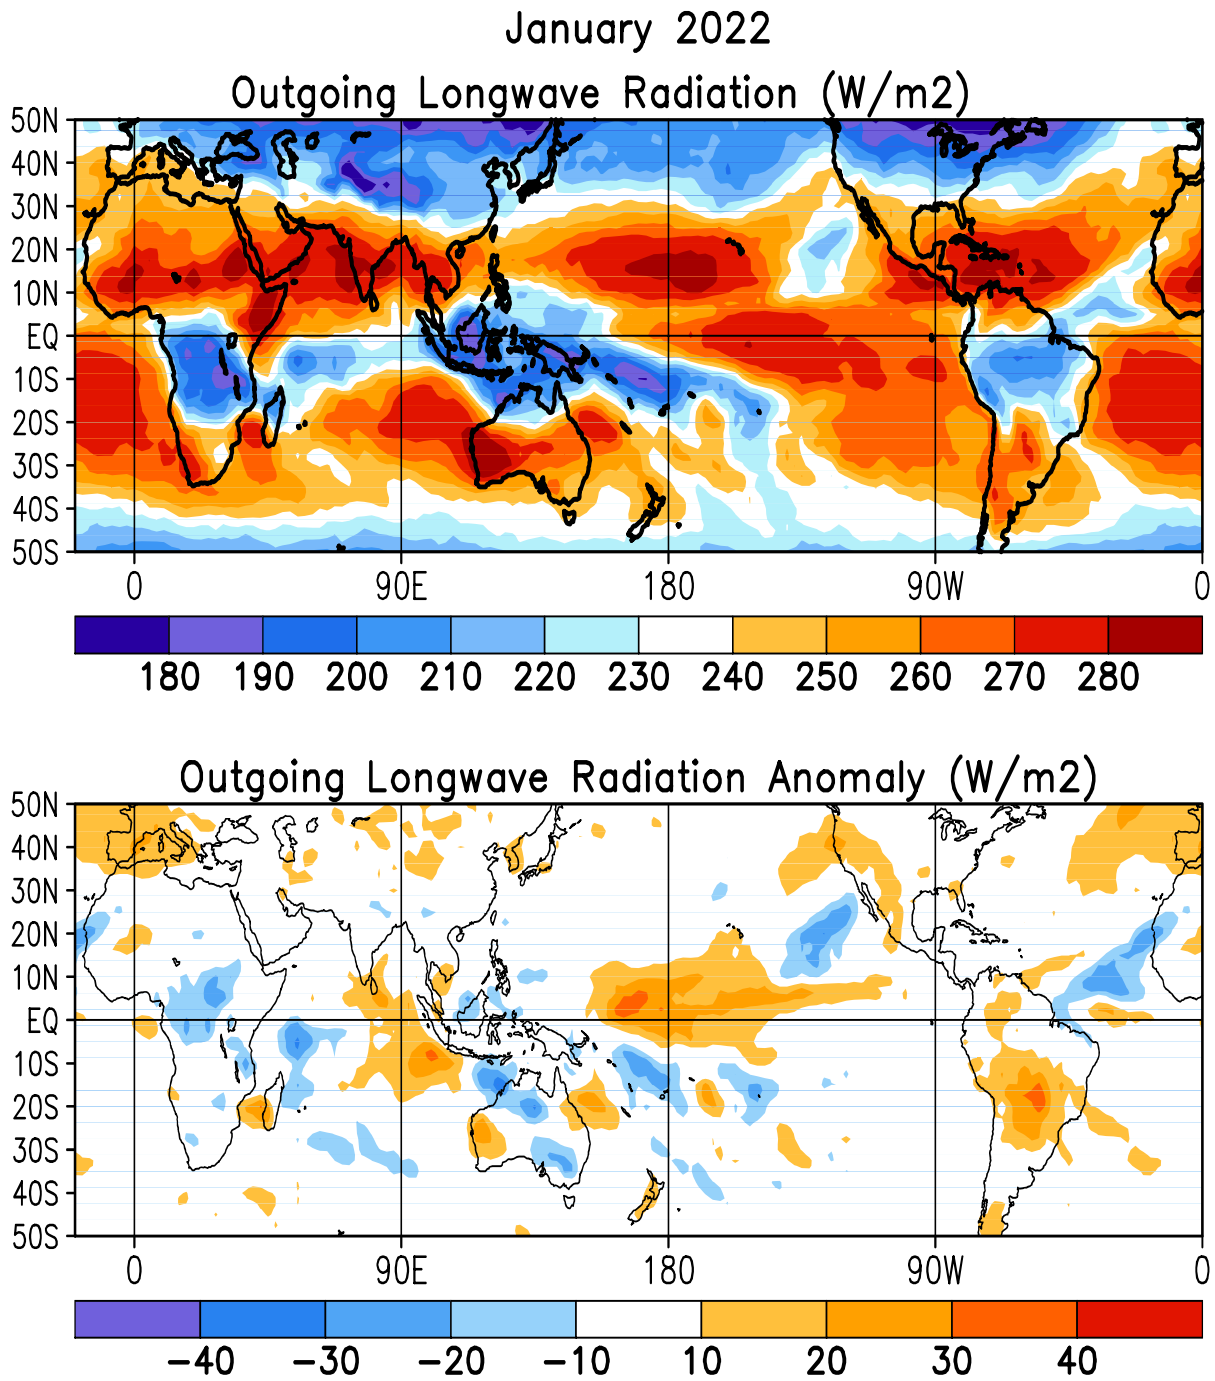 January 2022
Outgoing Longwave Radiation (W/m2)
50N
40N
30N
20N
10N
EQ
10S
20S
30S
40S
50S
0 90E 180 90W 0
180 190 200 210 220 230 240 250 260 270 280
Outgoing Longwave Radiation Anomaly (W/m2)
50N
40N
30N
20N
10N
EQ
10S
20S
30S
40S
50S
0 90E 180 90W 0
-40 -30 -20 -10 10 20 30 40